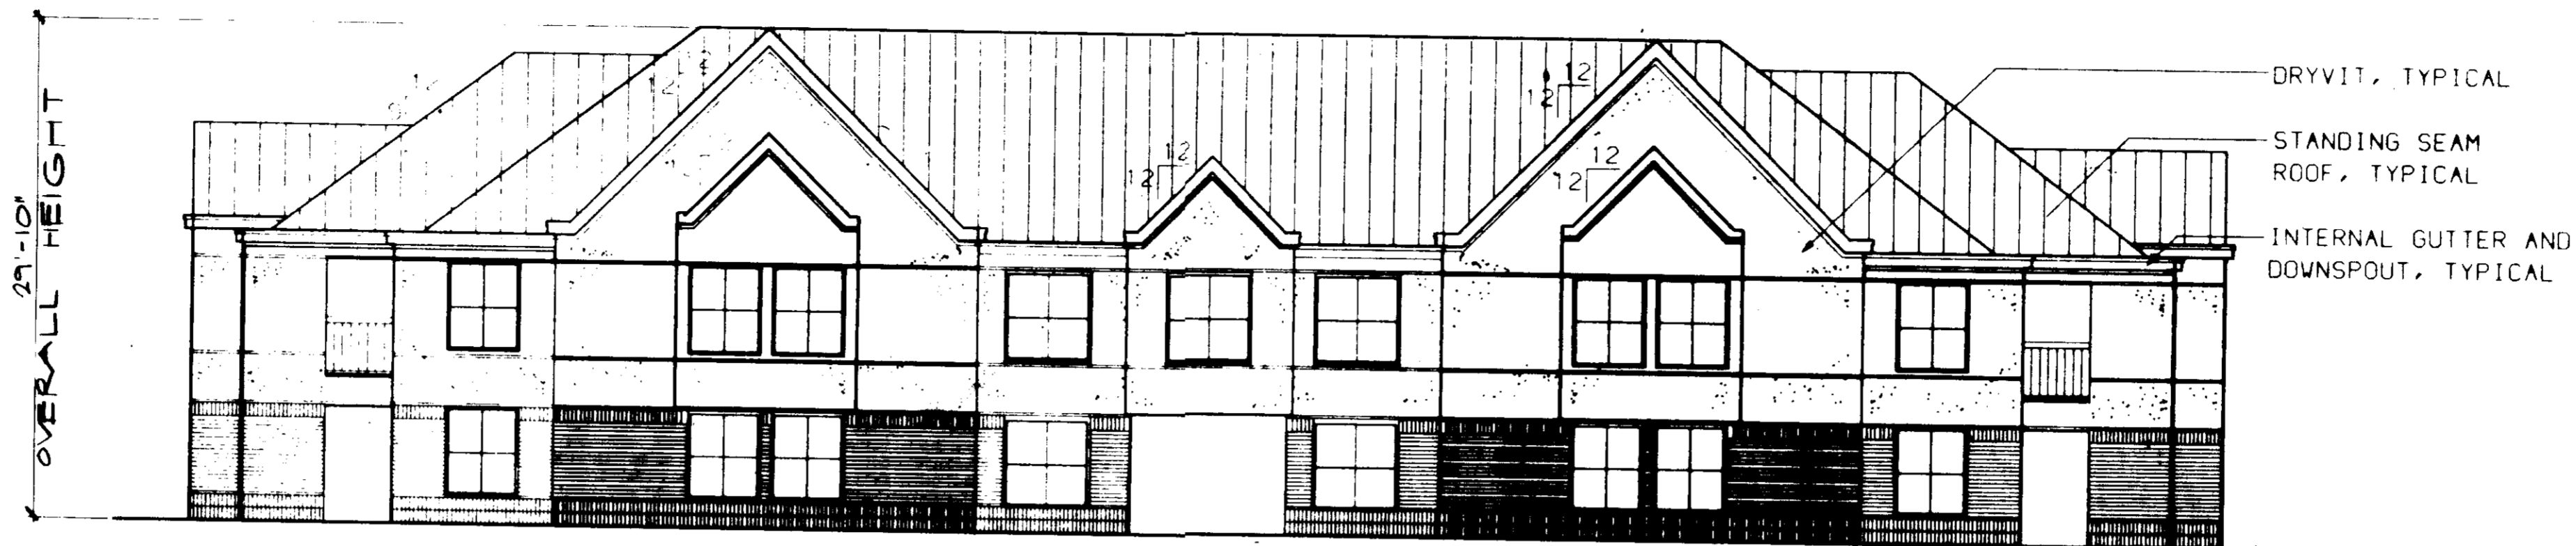 29'-10"
OVERALL HEIGHT
12
12
12
12
12
12
12
DRYVIT, TYPICAL
STANDING SEAM
ROOF, TYPICAL
INTERNAL GUTTER AND
DOWNSPOUT, TYPICAL